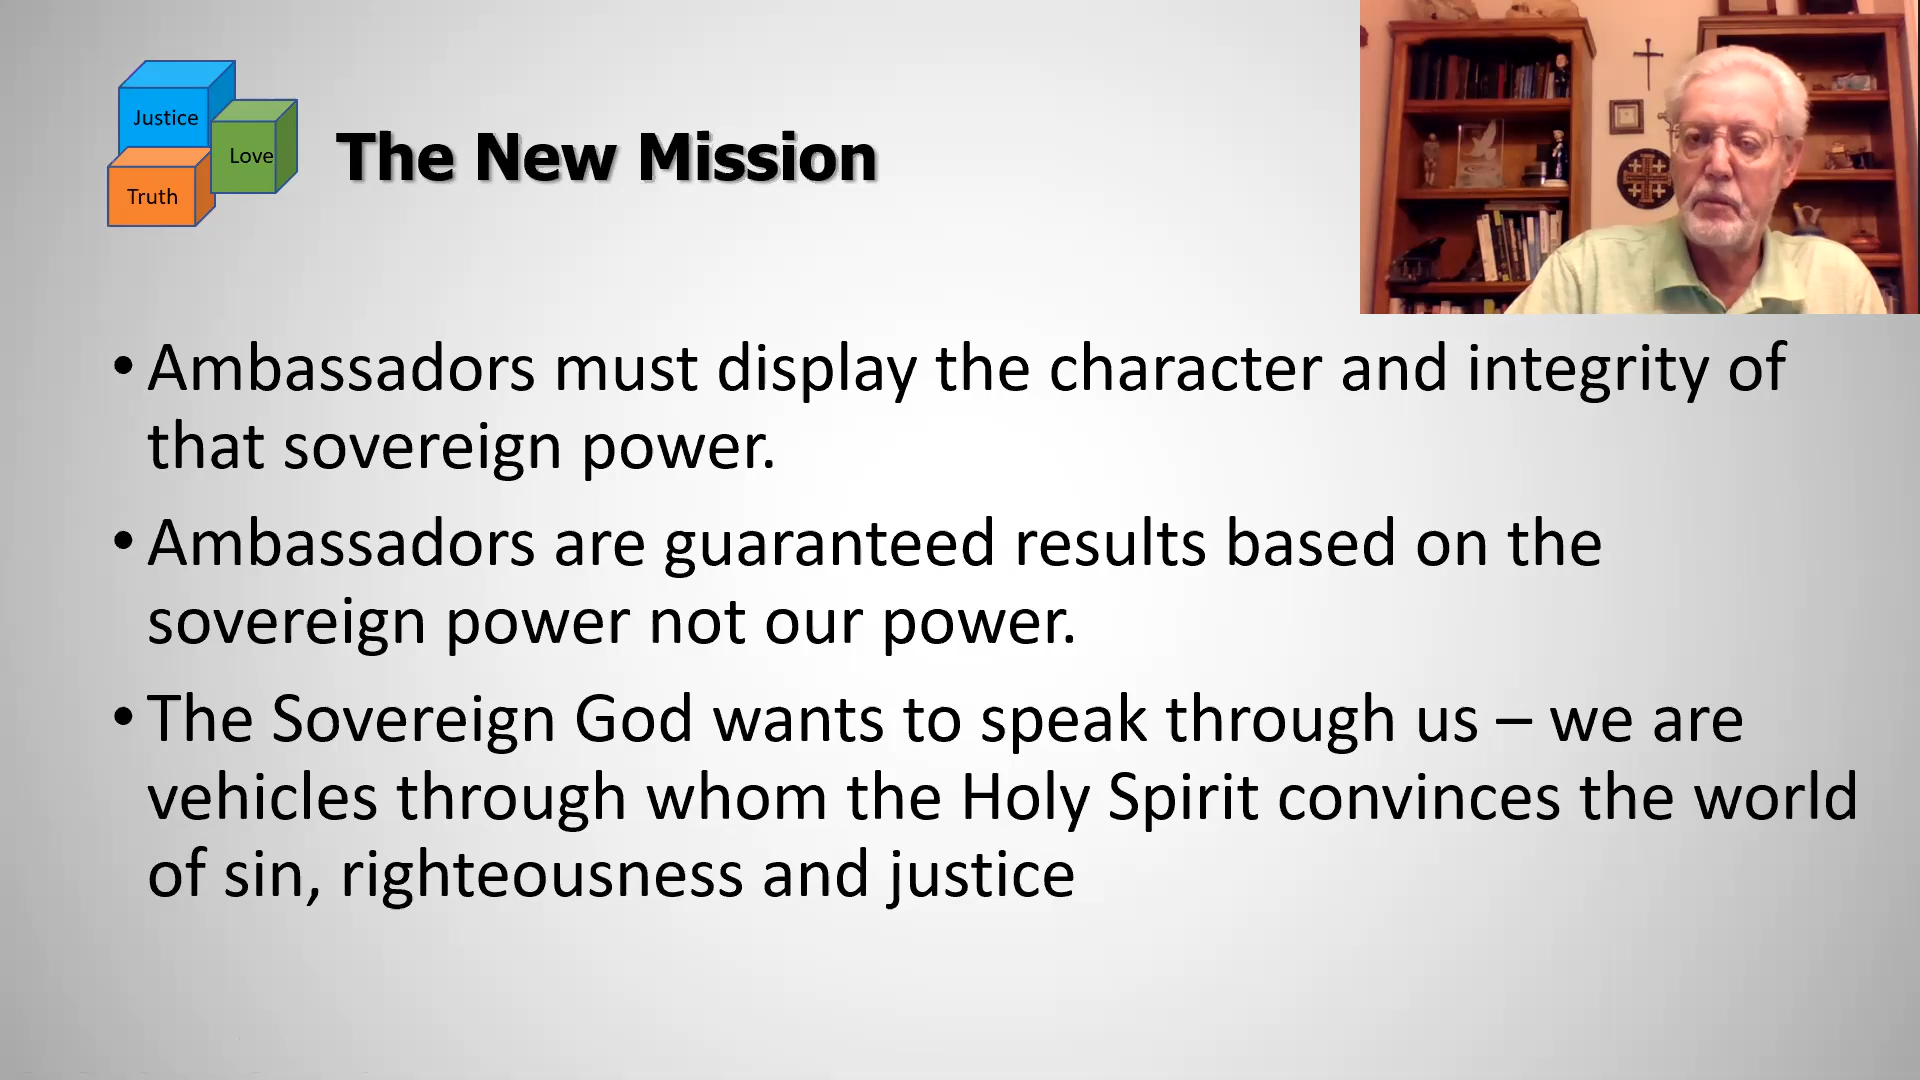 Justice
Love
Truth
The New Mission
• Ambassadors must display the character and integrity of
that sovereign power.
• Ambassadors are guaranteed results based on the
sovereign power not our power.
• The Sovereign God wants to speak through us – we are
vehicles through whom the Holy Spirit convinces the world
of sin, righteousness and justice